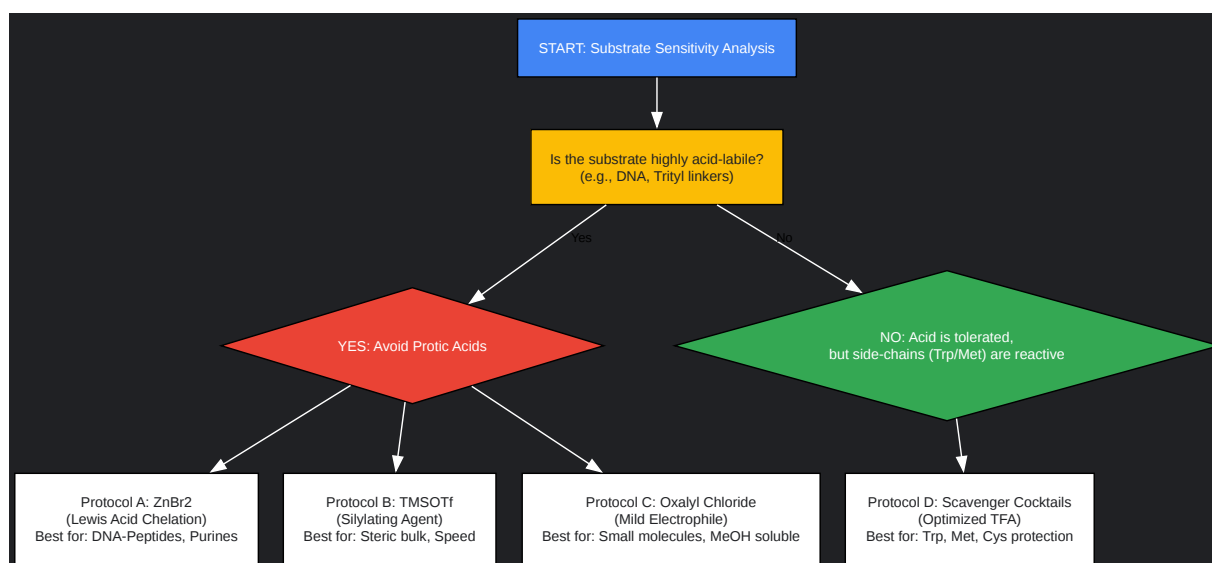 START: Substrate Sensitivity Analysis
Is the substrate highly acid-labile?
(e.g., DNA, Trityl linkers)
Yes
No
YES: Avoid Protic Acids
NO: Acid is tolerated,
but side-chains (Trp/Met) are reactive
Protocol A: ZnBr2
(Lewis Acid Chelation)
Best for: DNA-Peptides, Purines
Protocol B: TMSOTf
(Silylating Agent)
Best for: Steric bulk, Speed
Protocol C: Oxalyl Chloride
(Mild Electrophile)
Best for: Small molecules, MeOH soluble
Protocol D: Scavenger Cocktails
(Optimized TFA)
Best for: Trp, Met, Cys protection